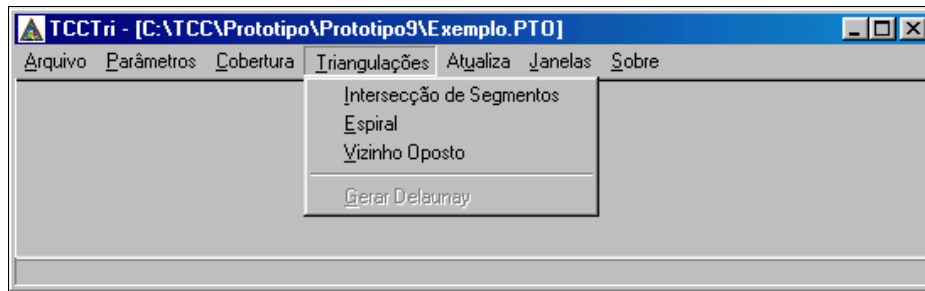 TCCTri - [C:\TCC\Prototipo\Prototipo9\Exemplo.PTO]
Arquivo Parâmetros Cobertura Triangulações Atualiza Janelas Sobre
Intersecção de Segmentos
Espiral
Vizinho Oposto
Gerar Delaunay